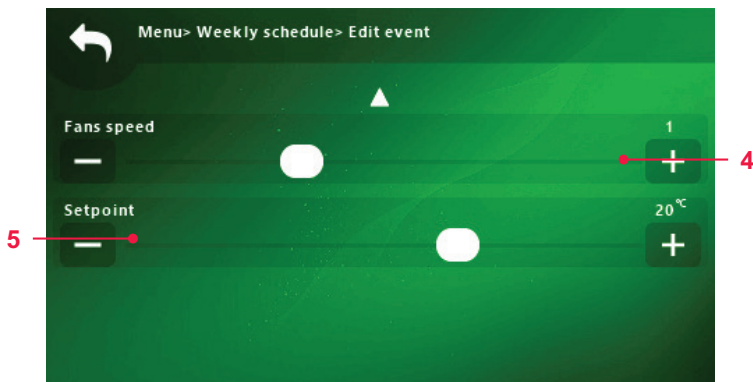 Menu> Weekly schedule> Edit event
Fans speed
1
4
Setpoint
20°C
5